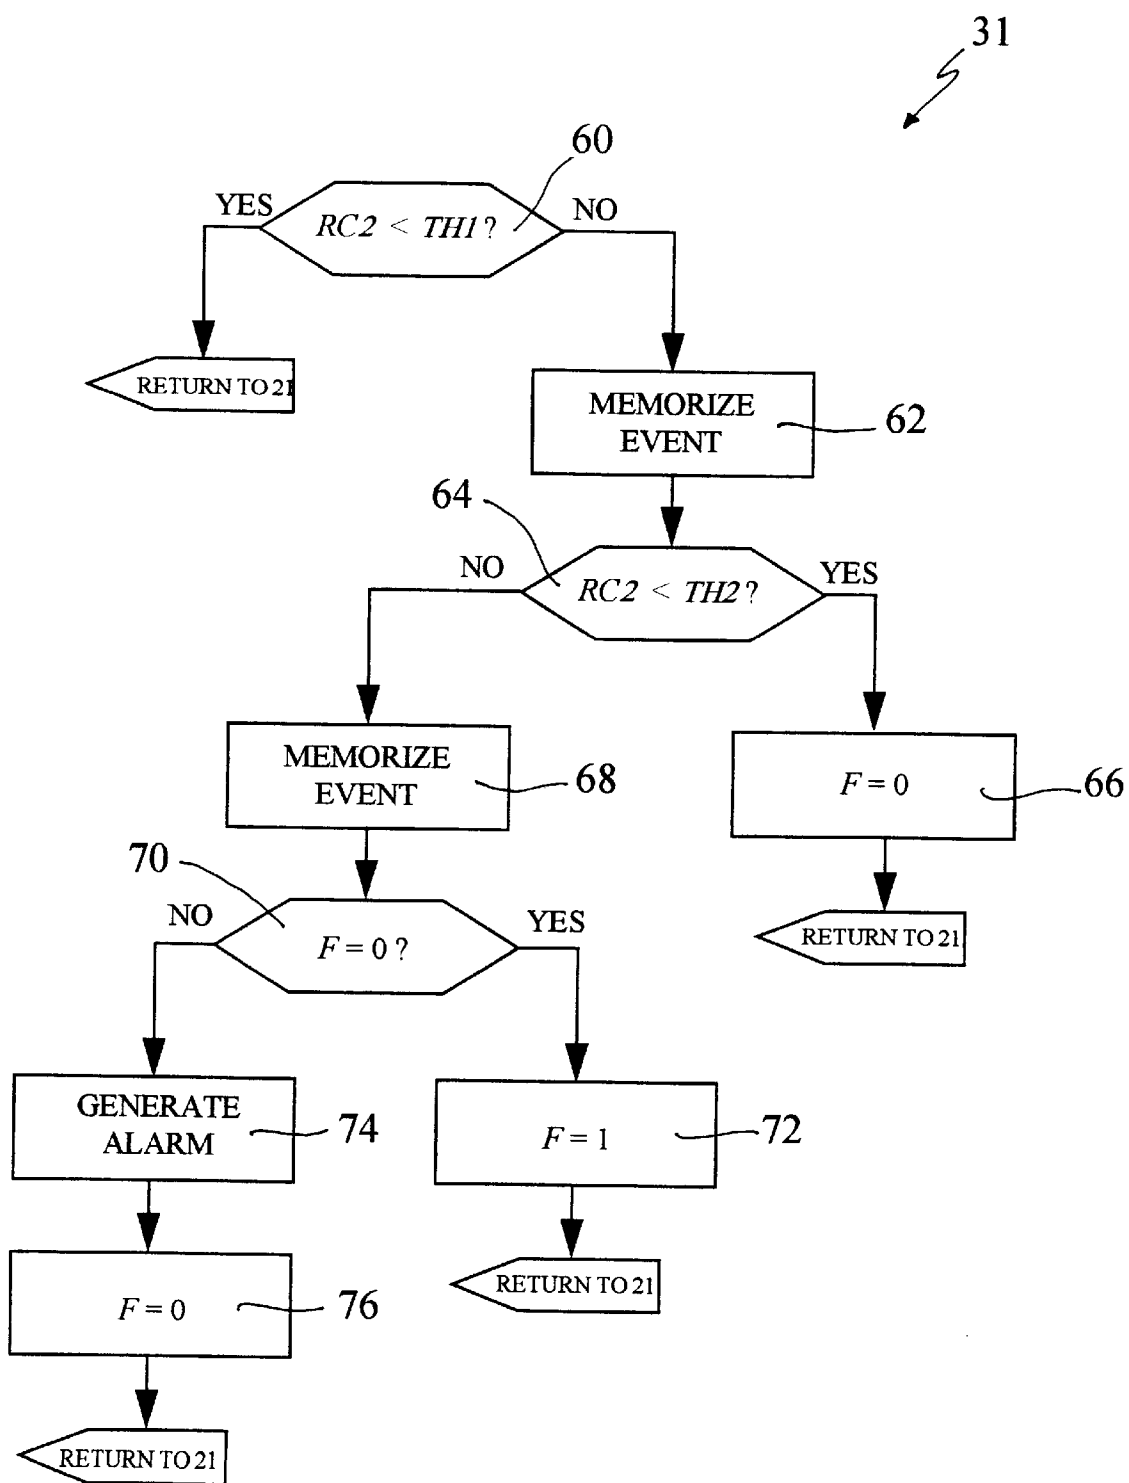 31
60
YES
NO
RC2 < TH1?
RETURN TO 21
MEMORIZE
EVENT
62
64
NO
YES
RC2 < TH2?
MEMORIZE
EVENT
68
F = 0
66
70
NO
YES
F = 0?
RETURN TO 21
GENERATE
ALARM
74
F = 1
72
F = 0
76
RETURN TO 21
RETURN TO 21